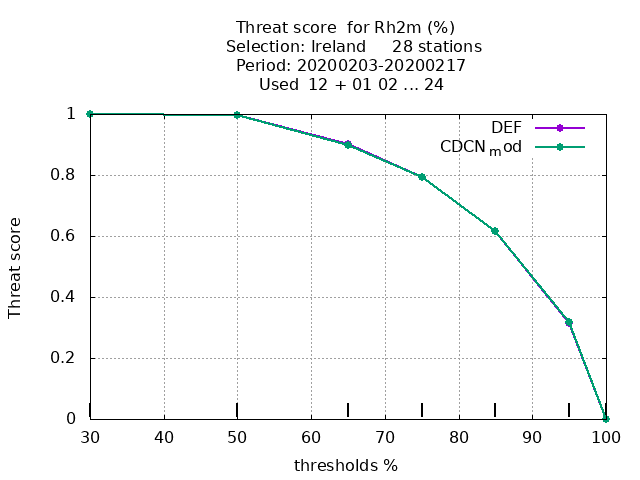 Threat score  for Rh2m (%)
Selection: Ireland     28 stations
Period: 20200203-20200217
Used  12 + 01 02 ... 24
DEF
CDCN_mod
1
0.8
0.6
0.4
0.2
0
Threat score
30 40 50 60 70 80 90 100
thresholds %